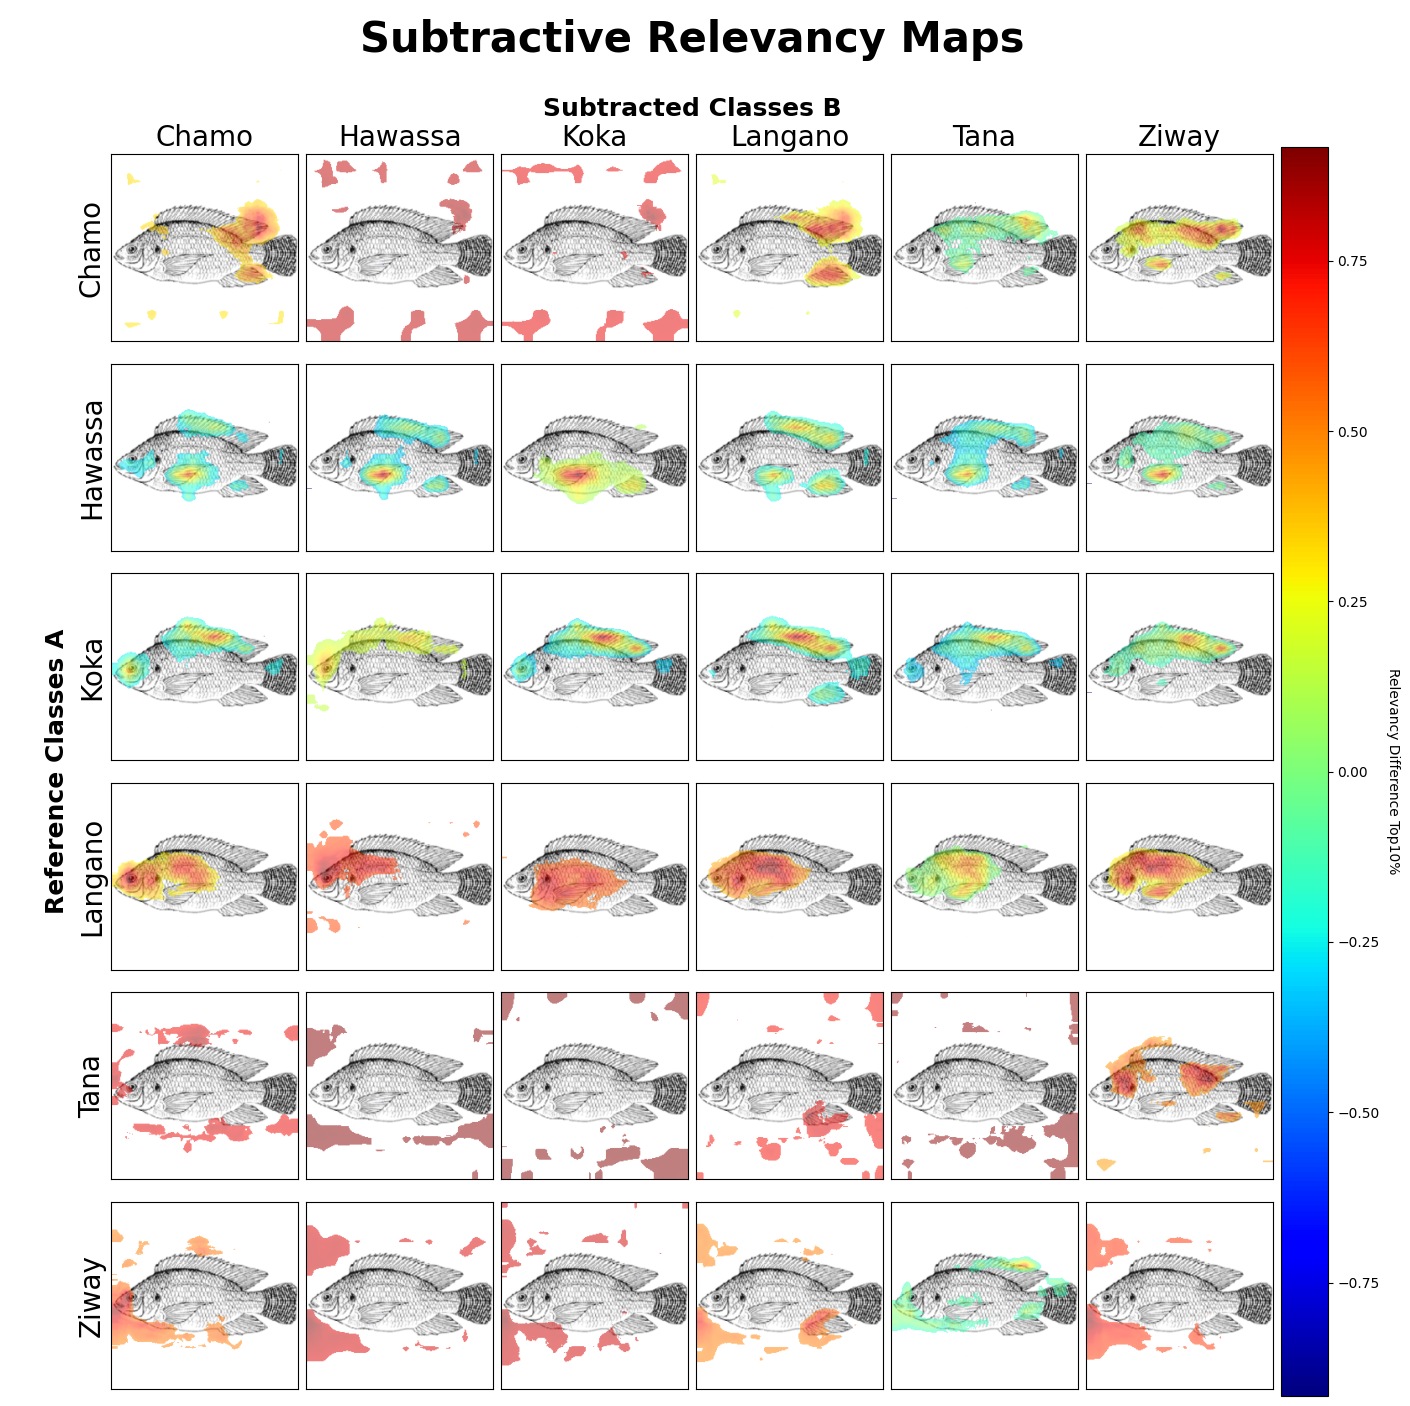 Subtractive Relevancy Maps
Subtracted Classes B
Chamo Hawassa Koka Langano Tana Ziway
Reference Classes A
Chamo
Hawassa
Koka
Langano
Tana
Ziway
0.75
0.50
0.25
0.00
−0.25
−0.50
−0.75
Relevancy Difference Top10%